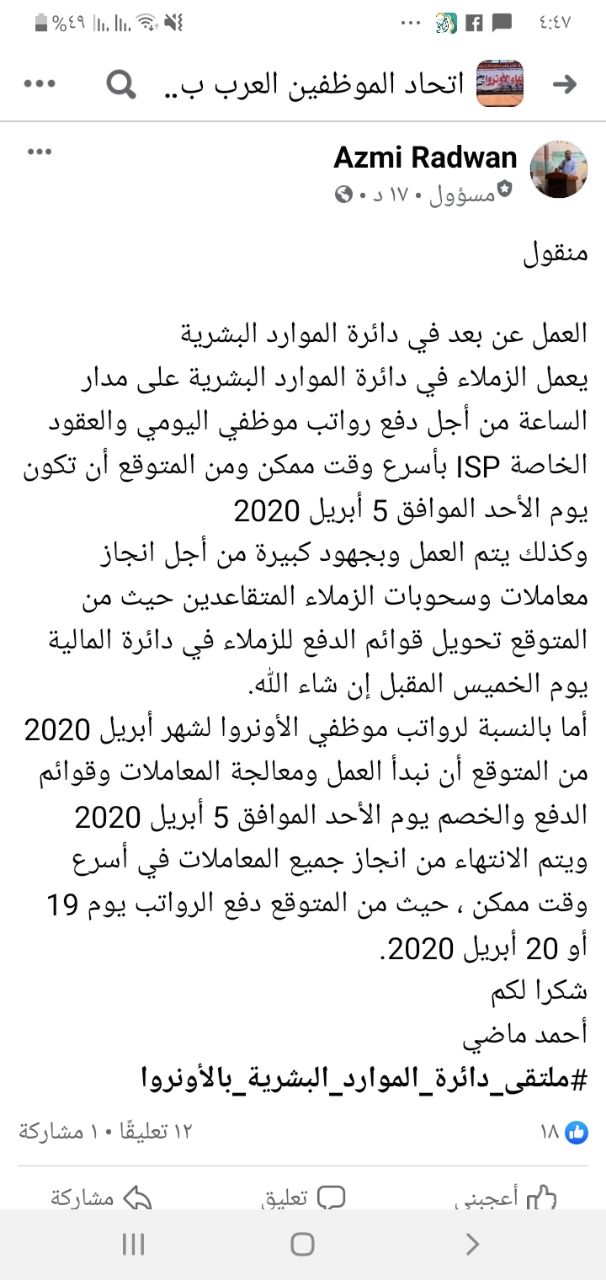 ٤:٤٧ ... %٤٩
اتحاد الموظفين العرب ب..
Azmi Radwan
مسؤول • ١٧ د •
منقول
العمل عن بعد في دائرة الموارد البشرية
يعمل الزملاء في دائرة الموارد البشرية على مدار
الساعة من أجل دفع رواتب موظفي اليومي والعقود
الخاصة ISP بأسرع وقت ممكن ومن المتوقع أن تكون
يوم الأحد الموافق 5 أبريل 2020
وكذلك يتم العمل وبجهود كبيرة من أجل انجاز
معاملات وسحوبات الزملاء المتقاعدين حيث من
المتوقع تحويل قوائم الدفع للزملاء في دائرة المالية
يوم الخميس المقبل إن شاء الله.
أما بالنسبة لرواتب موظفي الأونروا لشهر أبريل 2020
من المتوقع أن نبدأ العمل ومعالجة المعاملات وقوائم
الدفع والخصم يوم الأحد الموافق 5 أبريل 2020
ويتم الانتهاء من انجاز جميع المعاملات في أسرع
وقت ممكن ، حيث من المتوقع دفع الرواتب يوم 19
أو 20 أبريل 2020.
شكرا لكم
أحمد ماضي
#ملتقى_دائرة_الموارد_البشرية_بالأونروا
١٨
١٢ تعليقًا • ١ مشاركة
أعجبني تعليق مشاركة